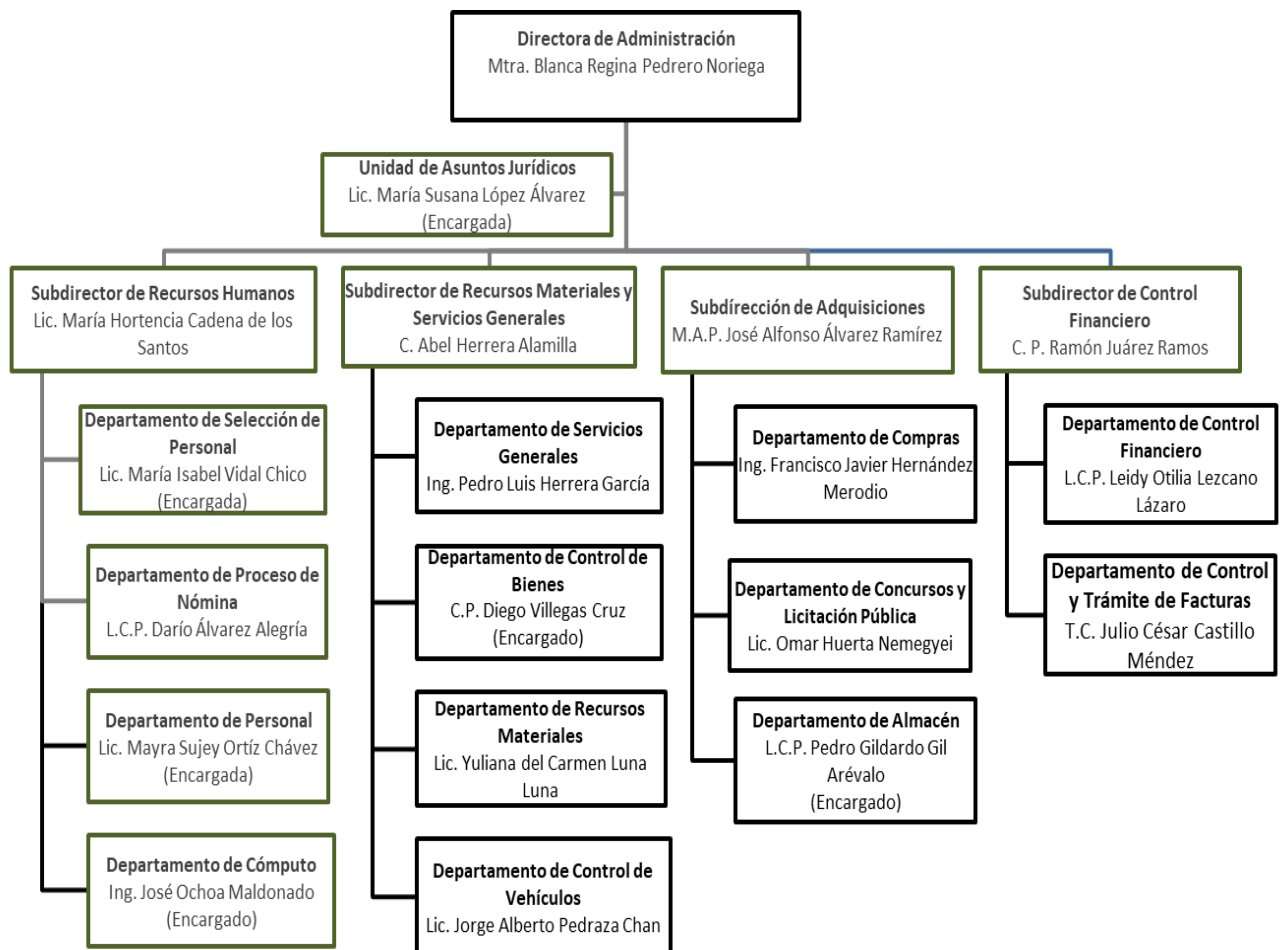 Directora de Administración
Mtra. Blanca Regina Pedrero Noriega
Unidad de Asuntos Jurídicos
Lic. María Susana López Álvarez
(Encargada)
Subdirector de Recursos Humanos
Lic. María Hortencia Cadena de los
Santos
Departamento de Selección de
Personal
Lic. María Isabel Vidal Chico
(Encargada)
Departamento de Proceso de
Nómina
L.C.P. Darío Álvarez Alegría
Departamento de Personal
Lic. Mayra Sujey Ortíz Chávez
(Encargada)
Departamento de Cómputo
Ing. José Ochoa Maldonado
(Encargado)
Subdirector de Recursos Materiales y
Servicios Generales
C. Abel Herrera Alamilla
Departamento de Servicios
Generales
Ing. Pedro Luis Herrera García
Departamento de Control de
Bienes
C.P. Diego Villegas Cruz
(Encargado)
Departamento de Recursos
Materiales
Lic. Yuliana del Carmen Luna
Luna
Departamento de Control de
Vehículos
Lic. Jorge Alberto Pedraza Chan
Subdírección de Adquisiciones
M.A.P. José Alfonso Álvarez Ramírez
Departamento de Compras
Ing. Francisco Javier Hernández
Merodio
Departamento de Concursos y
Licitación Pública
Lic. Omar Huerta Nemegyei
Departamento de Almacén
L.C.P. Pedro Gildardo Gil
Arévalo
(Encargado)
Subdirector de Control
Financiero
C. P. Ramón Juárez Ramos
Departamento de Control
Financiero
L.C.P. Leidy Otilia Lezcano
Lázaro
Departamento de Control
y Trámite de Facturas
T.C. Julio César Castillo
Méndez